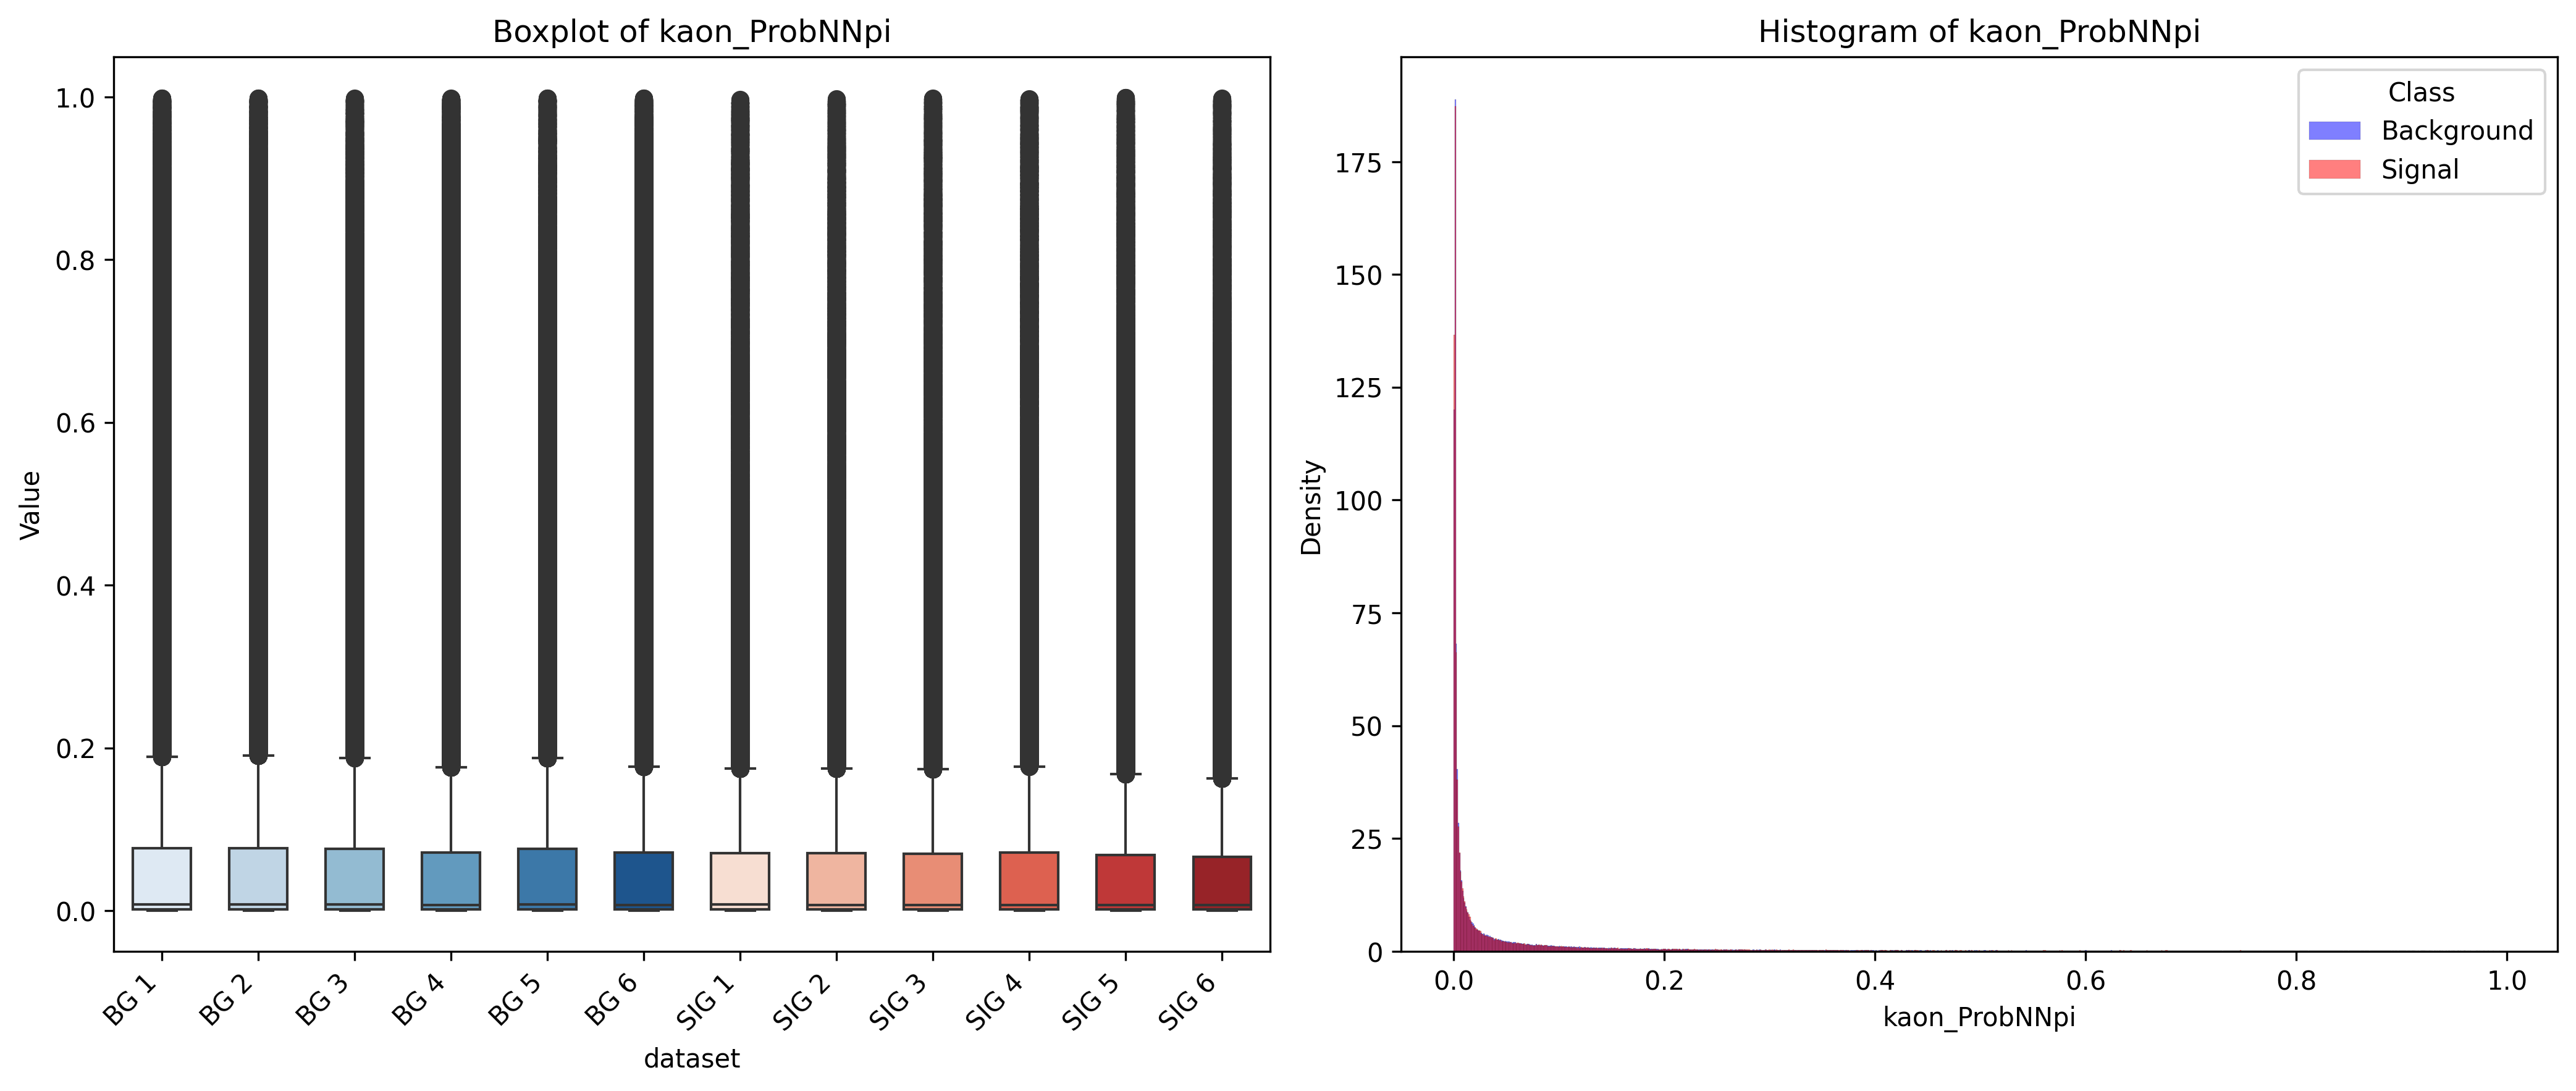 Boxplot of kaon_ProbNNpi
Value
1.0
0.8
0.6
0.4
0.2
0.0
BG 1
BG 2
BG 3
BG 4
BG 5
BG 6
SIG 1
SIG 2
SIG 3
SIG 4
SIG 5
SIG 6
dataset
Histogram of kaon_ProbNNpi
Class
Background
Signal
Density
175
150
125
100
75
50
25
0
0.0
0.2
0.4
0.6
0.8
1.0
kaon_ProbNNpi